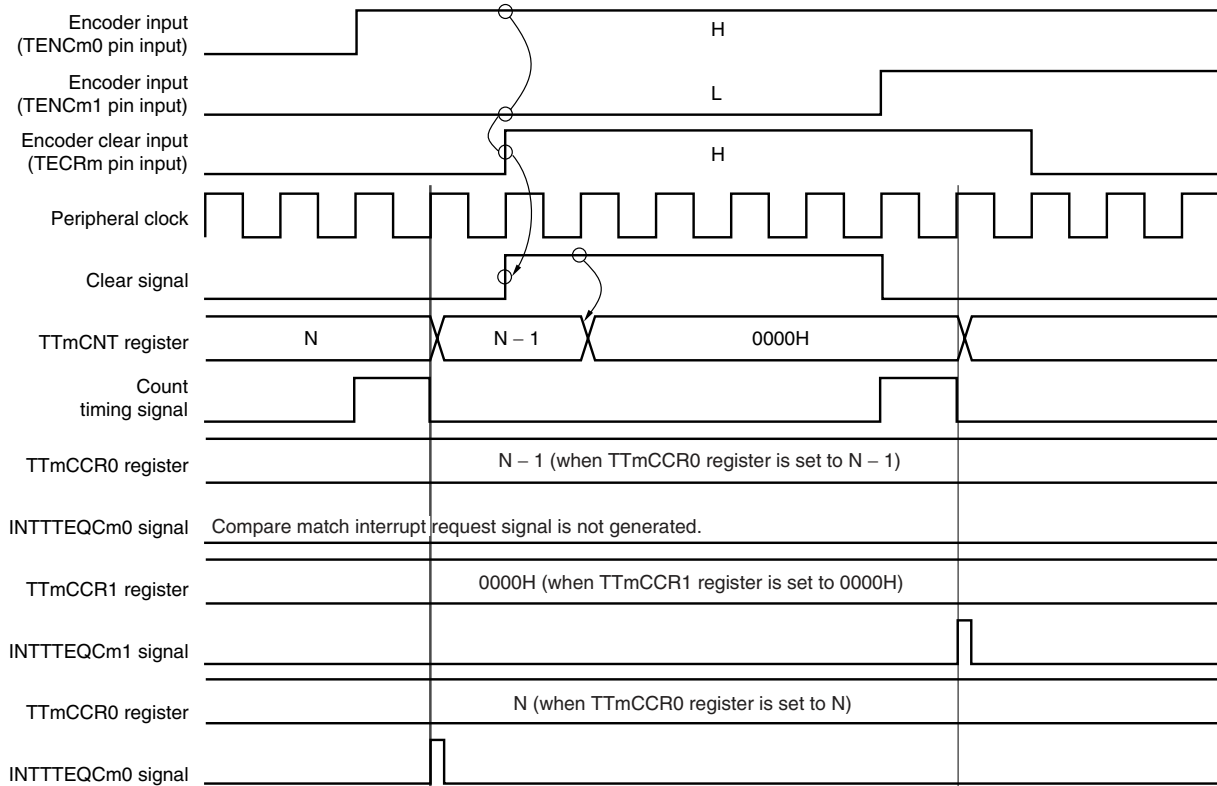 Encoder input
(TENCm0 pin input)
H
Encoder input
(TENCm1 pin input)
L
Encoder clear input
(TECRm pin input)
H
Peripheral clock
Clear signal
TTmCNT register
N
N – 1
0000H
Count
timing signal
TTmCCR0 register
N – 1 (when TTmCCR0 register is set to N – 1)
INTTTEQCm0 signal
Compare match interrupt request signal is not generated.
TTmCCR1 register
0000H (when TTmCCR1 register is set to 0000H)
INTTTEQCm1 signal
TTmCCR0 register
N (when TTmCCR0 register is set to N)
INTTTEQCm0 signal